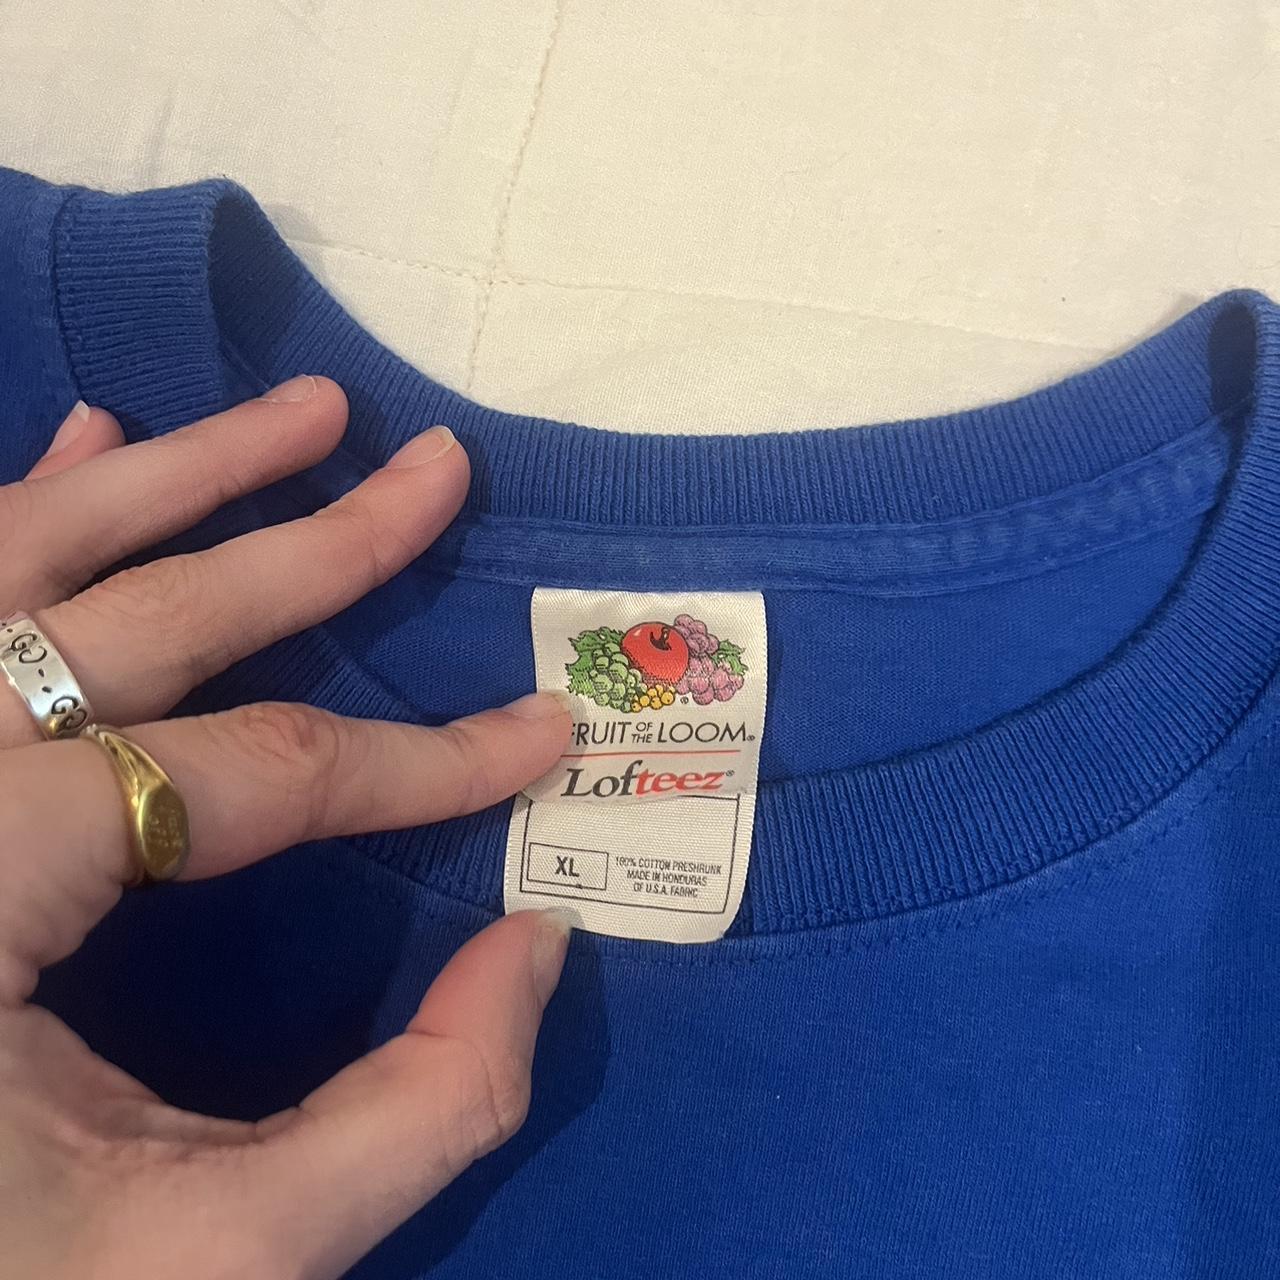 FRUIT OF THE LOOM®
Lofteez®
XL
100% COTTON PRESHRUNK
MADE IN HONDURAS
OF U.S.A. FABRIC